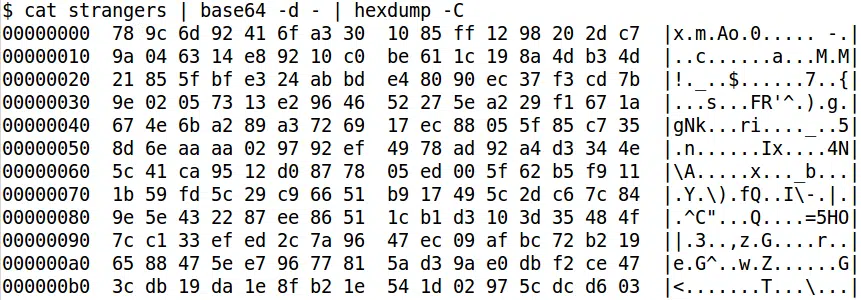 $ cat strangers | base64 -d - | hexdump -C
00000000  78 9c 6d 92 41 6f a3 30  10 85 ff 12 98 20 2d c7  |x.m.Ao.0..... -.|
00000010  9a 04 63 14 e8 92 10 c0  be 61 1c 19 8a 4d b3 4d  |..c......a...M.M|
00000020  21 85 5f bf e3 24 ab bd  e4 80 90 ec 37 f3 cd 7b  |!._..$......7..{|
00000030  9e 02 05 73 13 e2 96 46  52 27 5e a2 29 f1 67 1a  |...s...FR'^.).g.|
00000040  67 4e 6b a2 89 a3 72 69  17 ec 88 05 5f 85 c7 35  |gNk...ri...._..5|
00000050  8d 6e aa aa 02 97 92 ef  49 78 ad 92 a4 d3 34 4e  |.n......Ix....4N|
00000060  5c 41 ca 95 12 d0 87 78  05 ed 00 5f 62 b5 f9 11  |\A.....x..._b...|
00000070  1b 59 fd 5c 29 c9 66 51  b9 17 49 5c 2d c6 7c 84  |.Y.\).fQ..I\-.|.|
00000080  9e 5e 43 22 87 ee 86 51  1c b1 d3 10 3d 35 48 4f  |.^C"...Q....=5HO|
00000090  7c c1 33 ef ed 2c 7a 96  47 ec 09 af bc 72 b2 19  ||.3..,z.G....r..|
000000a0  65 88 47 5e e7 96 77 81  5a d3 9a e0 db f2 ce 47  |e.G^..w.Z......G|
000000b0  3c db 19 da 1e 8f b2 1e  54 1d 02 97 5c dc d6 03  |<.......T...\...|